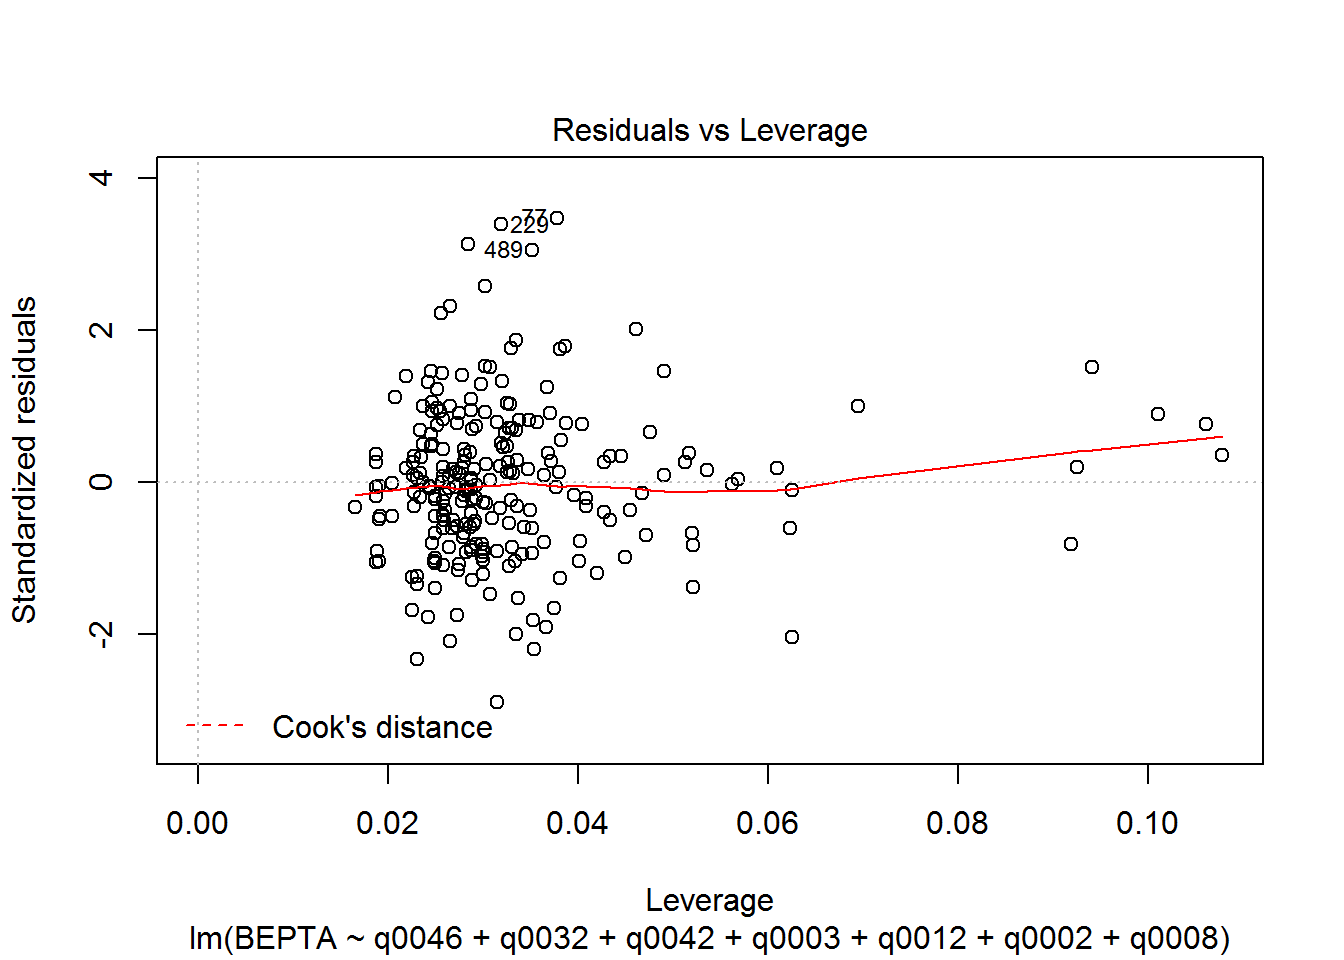 Residuals vs Leverage
Standardized residuals
4
2
0
-2
77
229
489
Cook's distance
0.00 0.02 0.04 0.06 0.08 0.10
Leverage
lm(BEPTA ~ q0046 + q0032 + q0042 + q0003 + q0012 + q0002 + q0008)